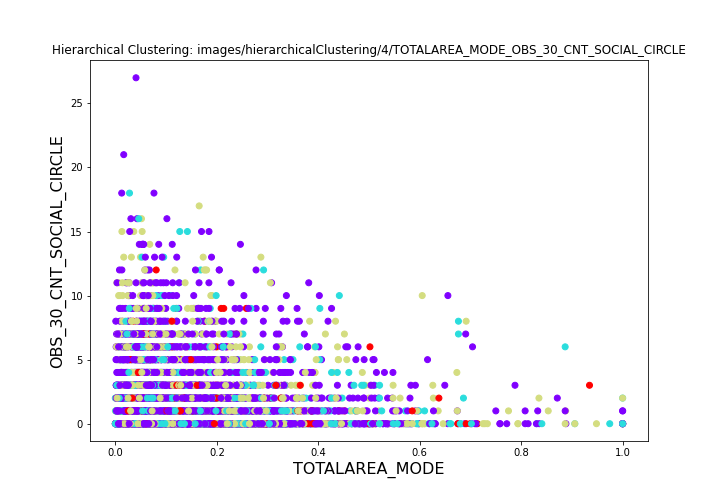 Hierarchical Clustering: images/hierarchicalClustering/4/TOTALAREA_MODE_OBS_30_CNT_SOCIAL_CIRCLE
OBS_30_CNT_SOCIAL_CIRCLE
25
20
15
10
5
0
0.0 0.2 0.4 0.6 0.8 1.0
TOTALAREA_MODE